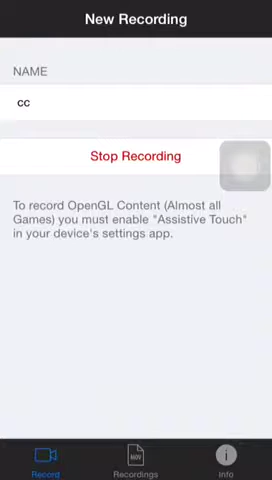 New Recording
NAME
cc
Stop Recording
To record OpenGL Content (Almost all
Games) you must enable "Assistive Touch"
in your device's settings app.
MOV
Record
Recordings
Info